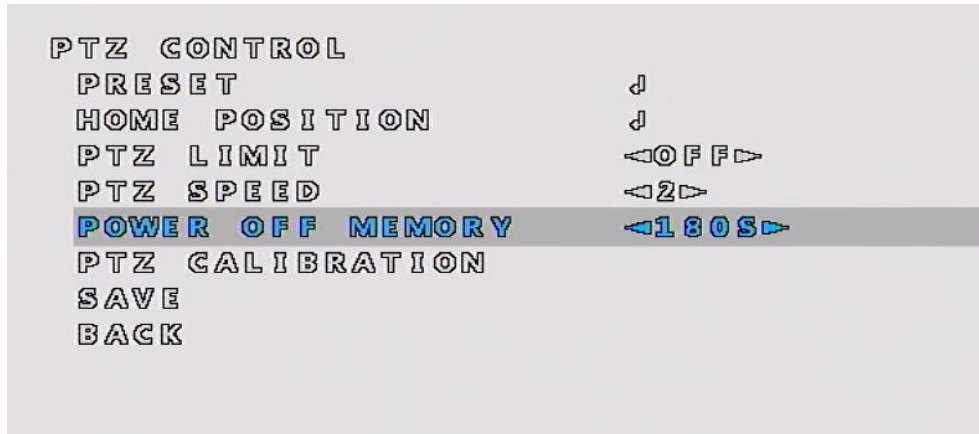 PTZ CONTROL
PRESET ↲
HOME POSITION ↲
PTZ LIMIT ◁OFF▷
PTZ SPEED ◁2▷
POWER OFF MEMORY ◁180S▷
PTZ CALIBRATION
SAVE
BACK